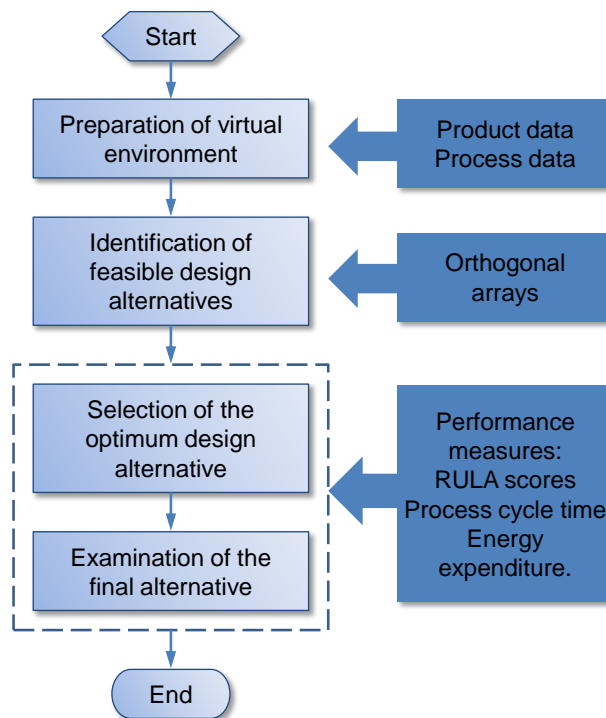 Start
Preparation of virtual
environment
Product data
Process data
Identification of
feasible design
alternatives
Orthogonal
arrays
Selection of the
optimum design
alternative
Performance
measures:
RULA scores
Process cycle time
Energy
expenditure.
Examination of the
final alternative
End